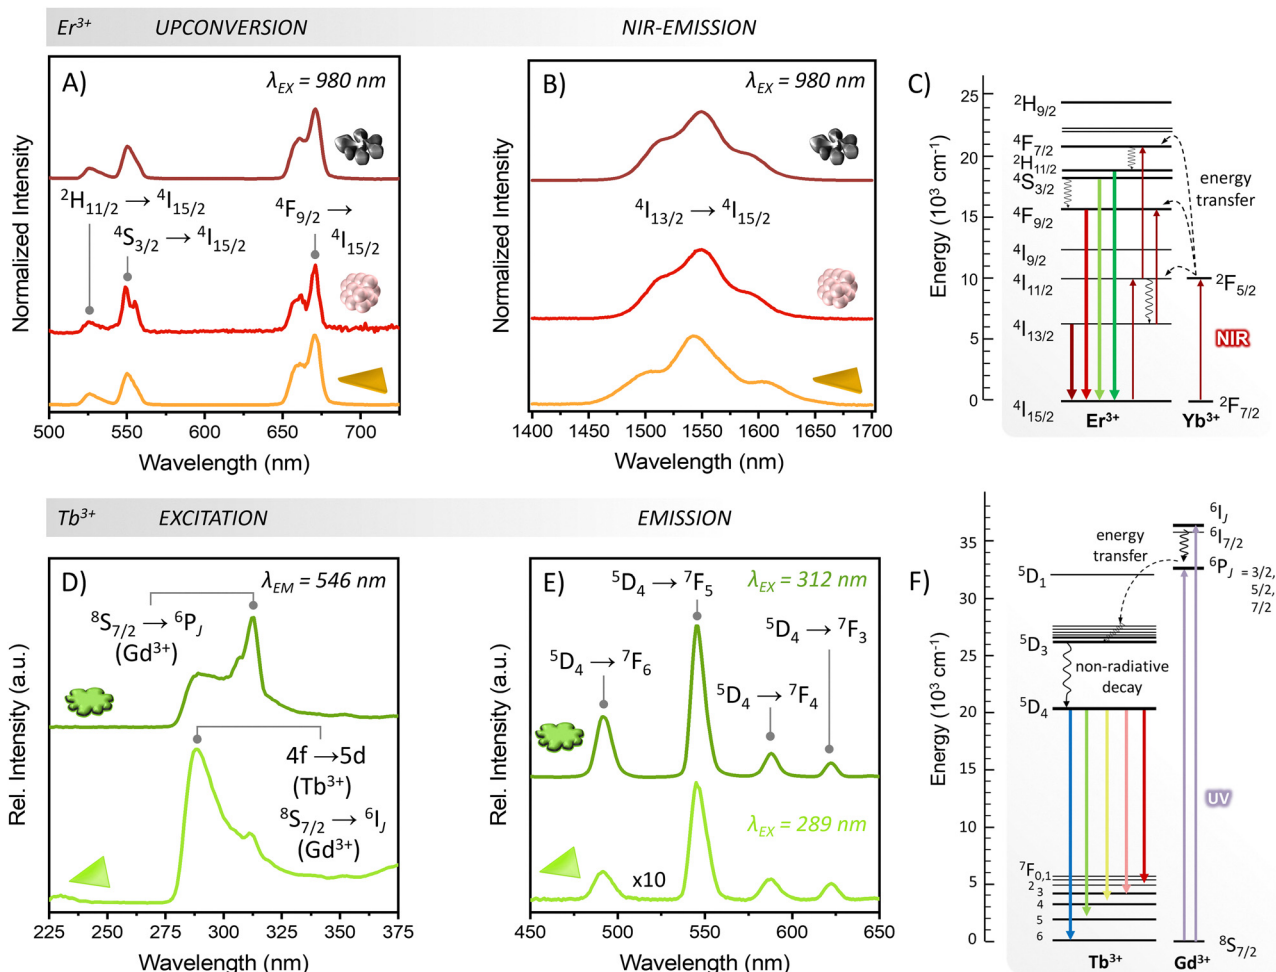 Er³⁺ UPCONVERSION NIR-EMISSION
A) λEX = 980 nm
²H₁₁/₂ → ⁴I₁₅/₂
⁴S₃/₂ → ⁴I₁₅/₂
⁴F₉/₂ →
⁴I₁₅/₂
Normalized Intensity
500 550 600 650 700
Wavelength (nm)
B) λEX = 980 nm
⁴I₁₃/₂ → ⁴I₁₅/₂
Normalized Intensity
1400 1450 1500 1550 1600 1650 1700
Wavelength (nm)
C)
Energy (10³ cm⁻¹)
25
20
15
10
5
0
²H₉/₂
⁴F₇/₂
²H₁₁/₂
⁴S₃/₂
⁴F₉/₂
⁴I₉/₂
⁴I₁₁/₂
⁴I₁₃/₂
⁴I₁₅/₂
energy
transfer
²F₅/₂
NIR
²F₇/₂
Er³⁺ Yb³⁺
Tb³⁺ EXCITATION EMISSION
D) λEM = 546 nm
⁸S₇/₂ → ⁶PJ
(Gd³⁺)
4f → 5d
(Tb³⁺)
⁸S₇/₂ → ⁶IJ
(Gd³⁺)
Rel. Intensity (a.u.)
225 250 275 300 325 350 375
Wavelength (nm)
E) ⁵D₄ → ⁷F₅ λEX = 312 nm
⁵D₄ → ⁷F₃
⁵D₄ → ⁷F₆
⁵D₄ → ⁷F₄
λEX = 289 nm
x10
Rel. Intensity (a.u.)
450 500 550 600 650
Wavelength (nm)
F)
Energy (10³ cm⁻¹)
35
30
25
20
15
10
5
0
⁶IJ
⁶I₇/₂
⁶PJ = 3/2,
5/2,
7/2
energy
transfer
⁵D₁
⁵D₃
non-radiative
decay
⁵D₄
UV
⁷F₀,₁
2
3
4
5
6
⁸S₇/₂
Tb³⁺ Gd³⁺